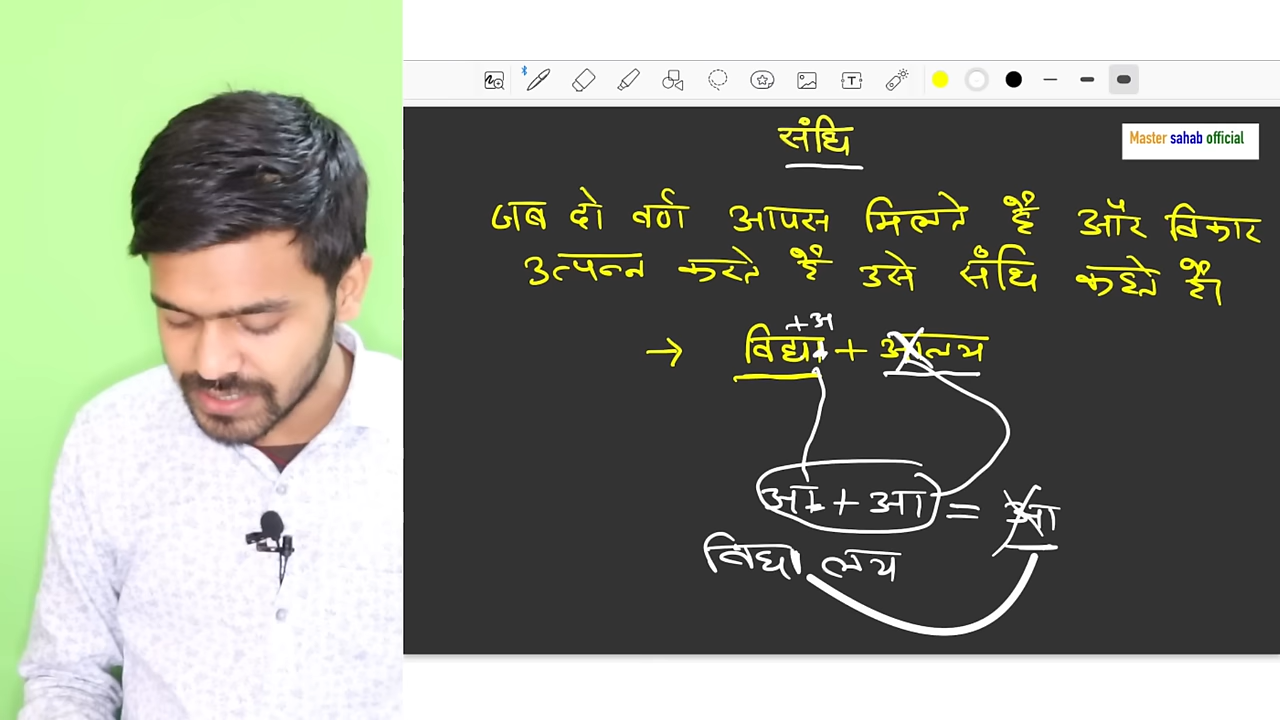 संधि
Master sahab official
जब दो वर्ण आपस मिलते हैं और विकार
उत्पन्न करते हैं उसे संधि कहते हैं।
+अ
→ विद्या + आलय
आ + आ = आ
विद्यालय